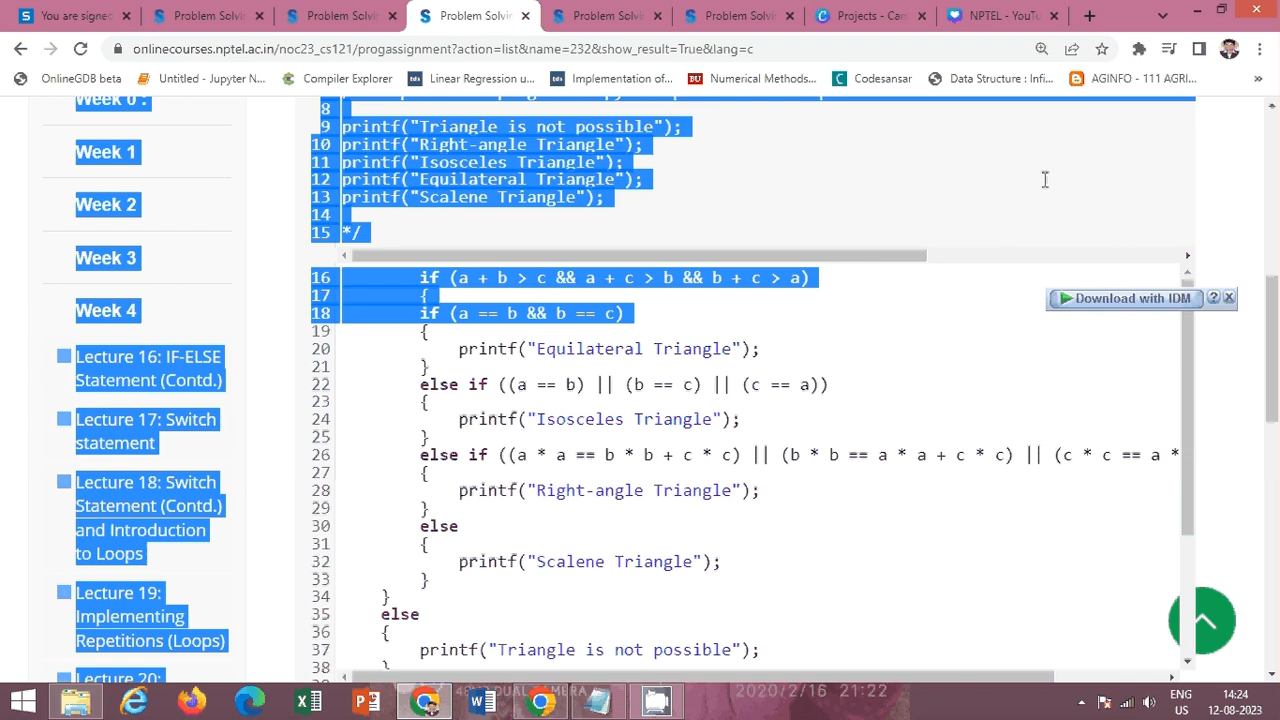 You are signed
Problem Solvin
Problem Solvin
Problem Solvin
Problem Solvin
Problem Solvin
Projects - Can
NPTEL - YouTu
onlinecourses.nptel.ac.in/noc23_cs121/progassignment?action=list&name=232&show_result=True&lang=c
OnlineGDB beta
Untitled - Jupyter N...
Compiler Explorer
Linear Regression u...
Implementation of...
Numerical Methods...
Codesansar
Data Structure : Infi...
AGINFO - 111 AGRI...
»
Week 0 :
Week 1
Week 2
Week 3
Week 4
Lecture 16: IF-ELSE
Statement (Contd.)
Lecture 17: Switch
statement
Lecture 18: Switch
Statement (Contd.)
and Introduction
to Loops
Lecture 19:
Implementing
Repetitions (Loops)
Lecture 20:
8
9 printf("Triangle is not possible");
10 printf("Right-angle Triangle");
11 printf("Isosceles Triangle");
12 printf("Equilateral Triangle");
13 printf("Scalene Triangle");
14
15 */
16 if (a + b > c && a + c > b && b + c > a)
17 {
18 if (a == b && b == c)
19 {
20 printf("Equilateral Triangle");
21 }
22 else if ((a == b) || (b == c) || (c == a))
23 {
24 printf("Isosceles Triangle");
25 }
26 else if ((a * a == b * b + c * c) || (b * b == a * a + c * c) || (c * c == a *
27 {
28 printf("Right-angle Triangle");
29 }
30 else
31 {
32 printf("Scalene Triangle");
33 }
34 }
35 else
36 {
37 printf("Triangle is not possible");
38 }
Download with IDM
?
DUAL CAMERA
2020/2/16 21:22
ENG
US
14:24
12-08-2023